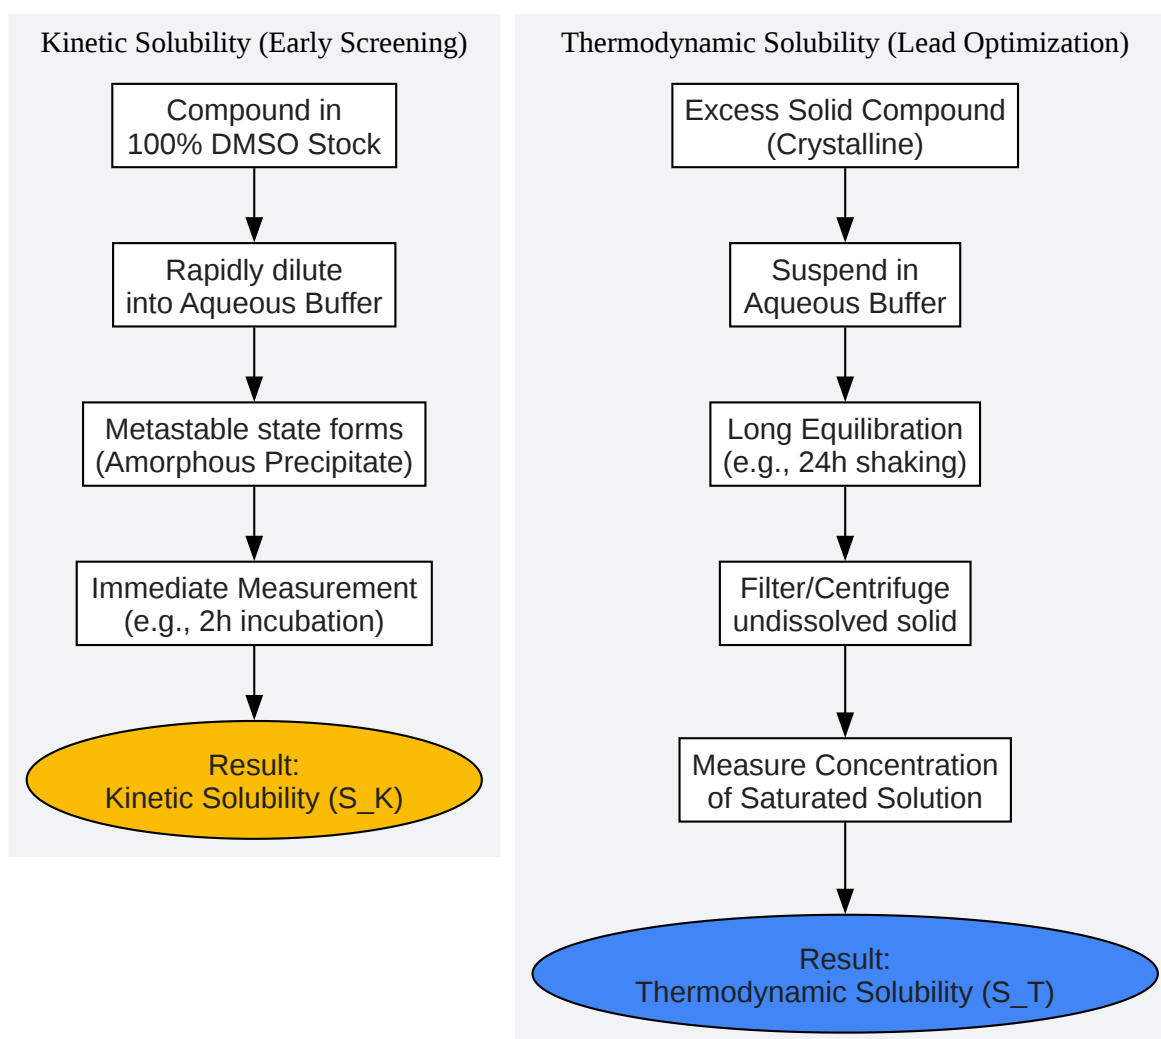 Kinetic Solubility (Early Screening)
Compound in
100% DMSO Stock
Rapidly dilute
into Aqueous Buffer
Metastable state forms
(Amorphous Precipitate)
Immediate Measurement
(e.g., 2h incubation)
Result:
Kinetic Solubility (S_K)
Thermodynamic Solubility (Lead Optimization)
Excess Solid Compound
(Crystalline)
Suspend in
Aqueous Buffer
Long Equilibration
(e.g., 24h shaking)
Filter/Centrifuge
undissolved solid
Measure Concentration
of Saturated Solution
Result:
Thermodynamic Solubility (S_T)